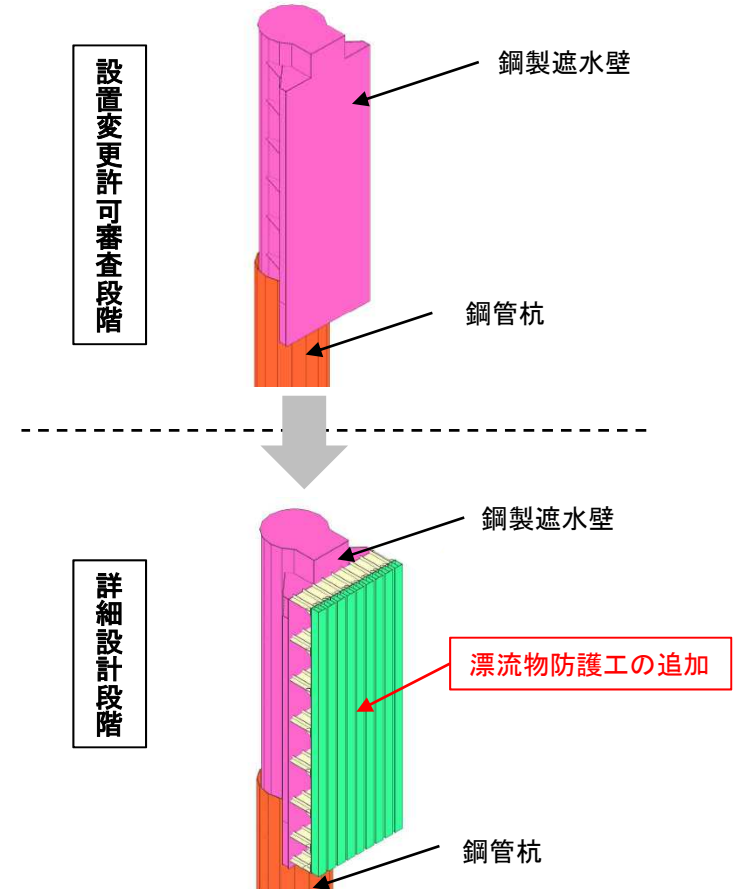 設置変更許可審査段階
鋼製遮水壁
鋼管杭
鋼製遮水壁
詳細設計段階
漂流物防護工の追加
鋼管杭